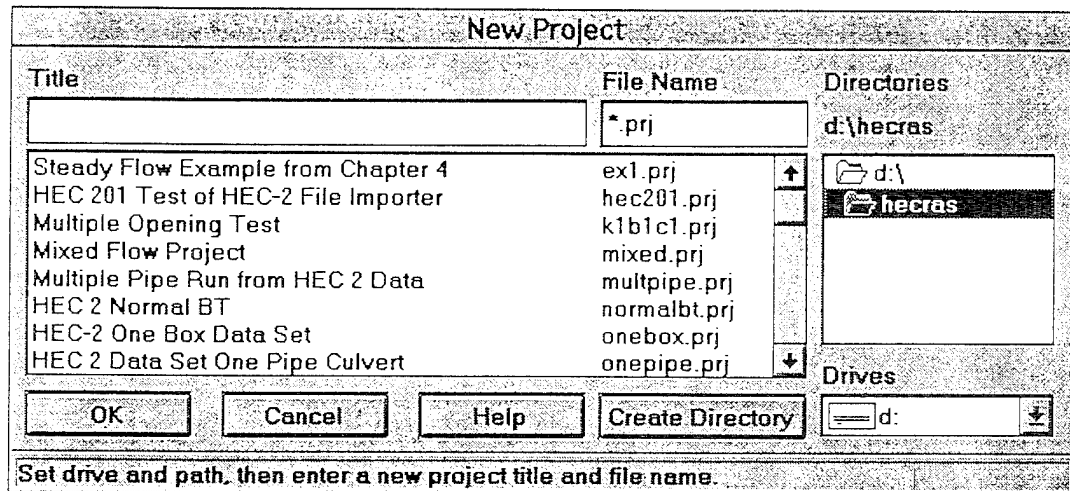 New Project
Title
File Name
Directories
*.prj
d:\hecras
Steady Flow Example from Chapter 4 ex1.prj
HEC 201 Test of HEC-2 File Importer hec201.prj
Multiple Opening Test k1b1c1.prj
Mixed Flow Project mixed.prj
Multiple Pipe Run from HEC 2 Data multpipe.prj
HEC 2 Normal BT normalbt.prj
HEC-2 One Box Data Set onebox.prj
HEC 2 Data Set One Pipe Culvert onepipe.prj
d:\
hecras
Drives
d:
OK
Cancel
Help
Create Directory
Set drive and path, then enter a new project title and file name.